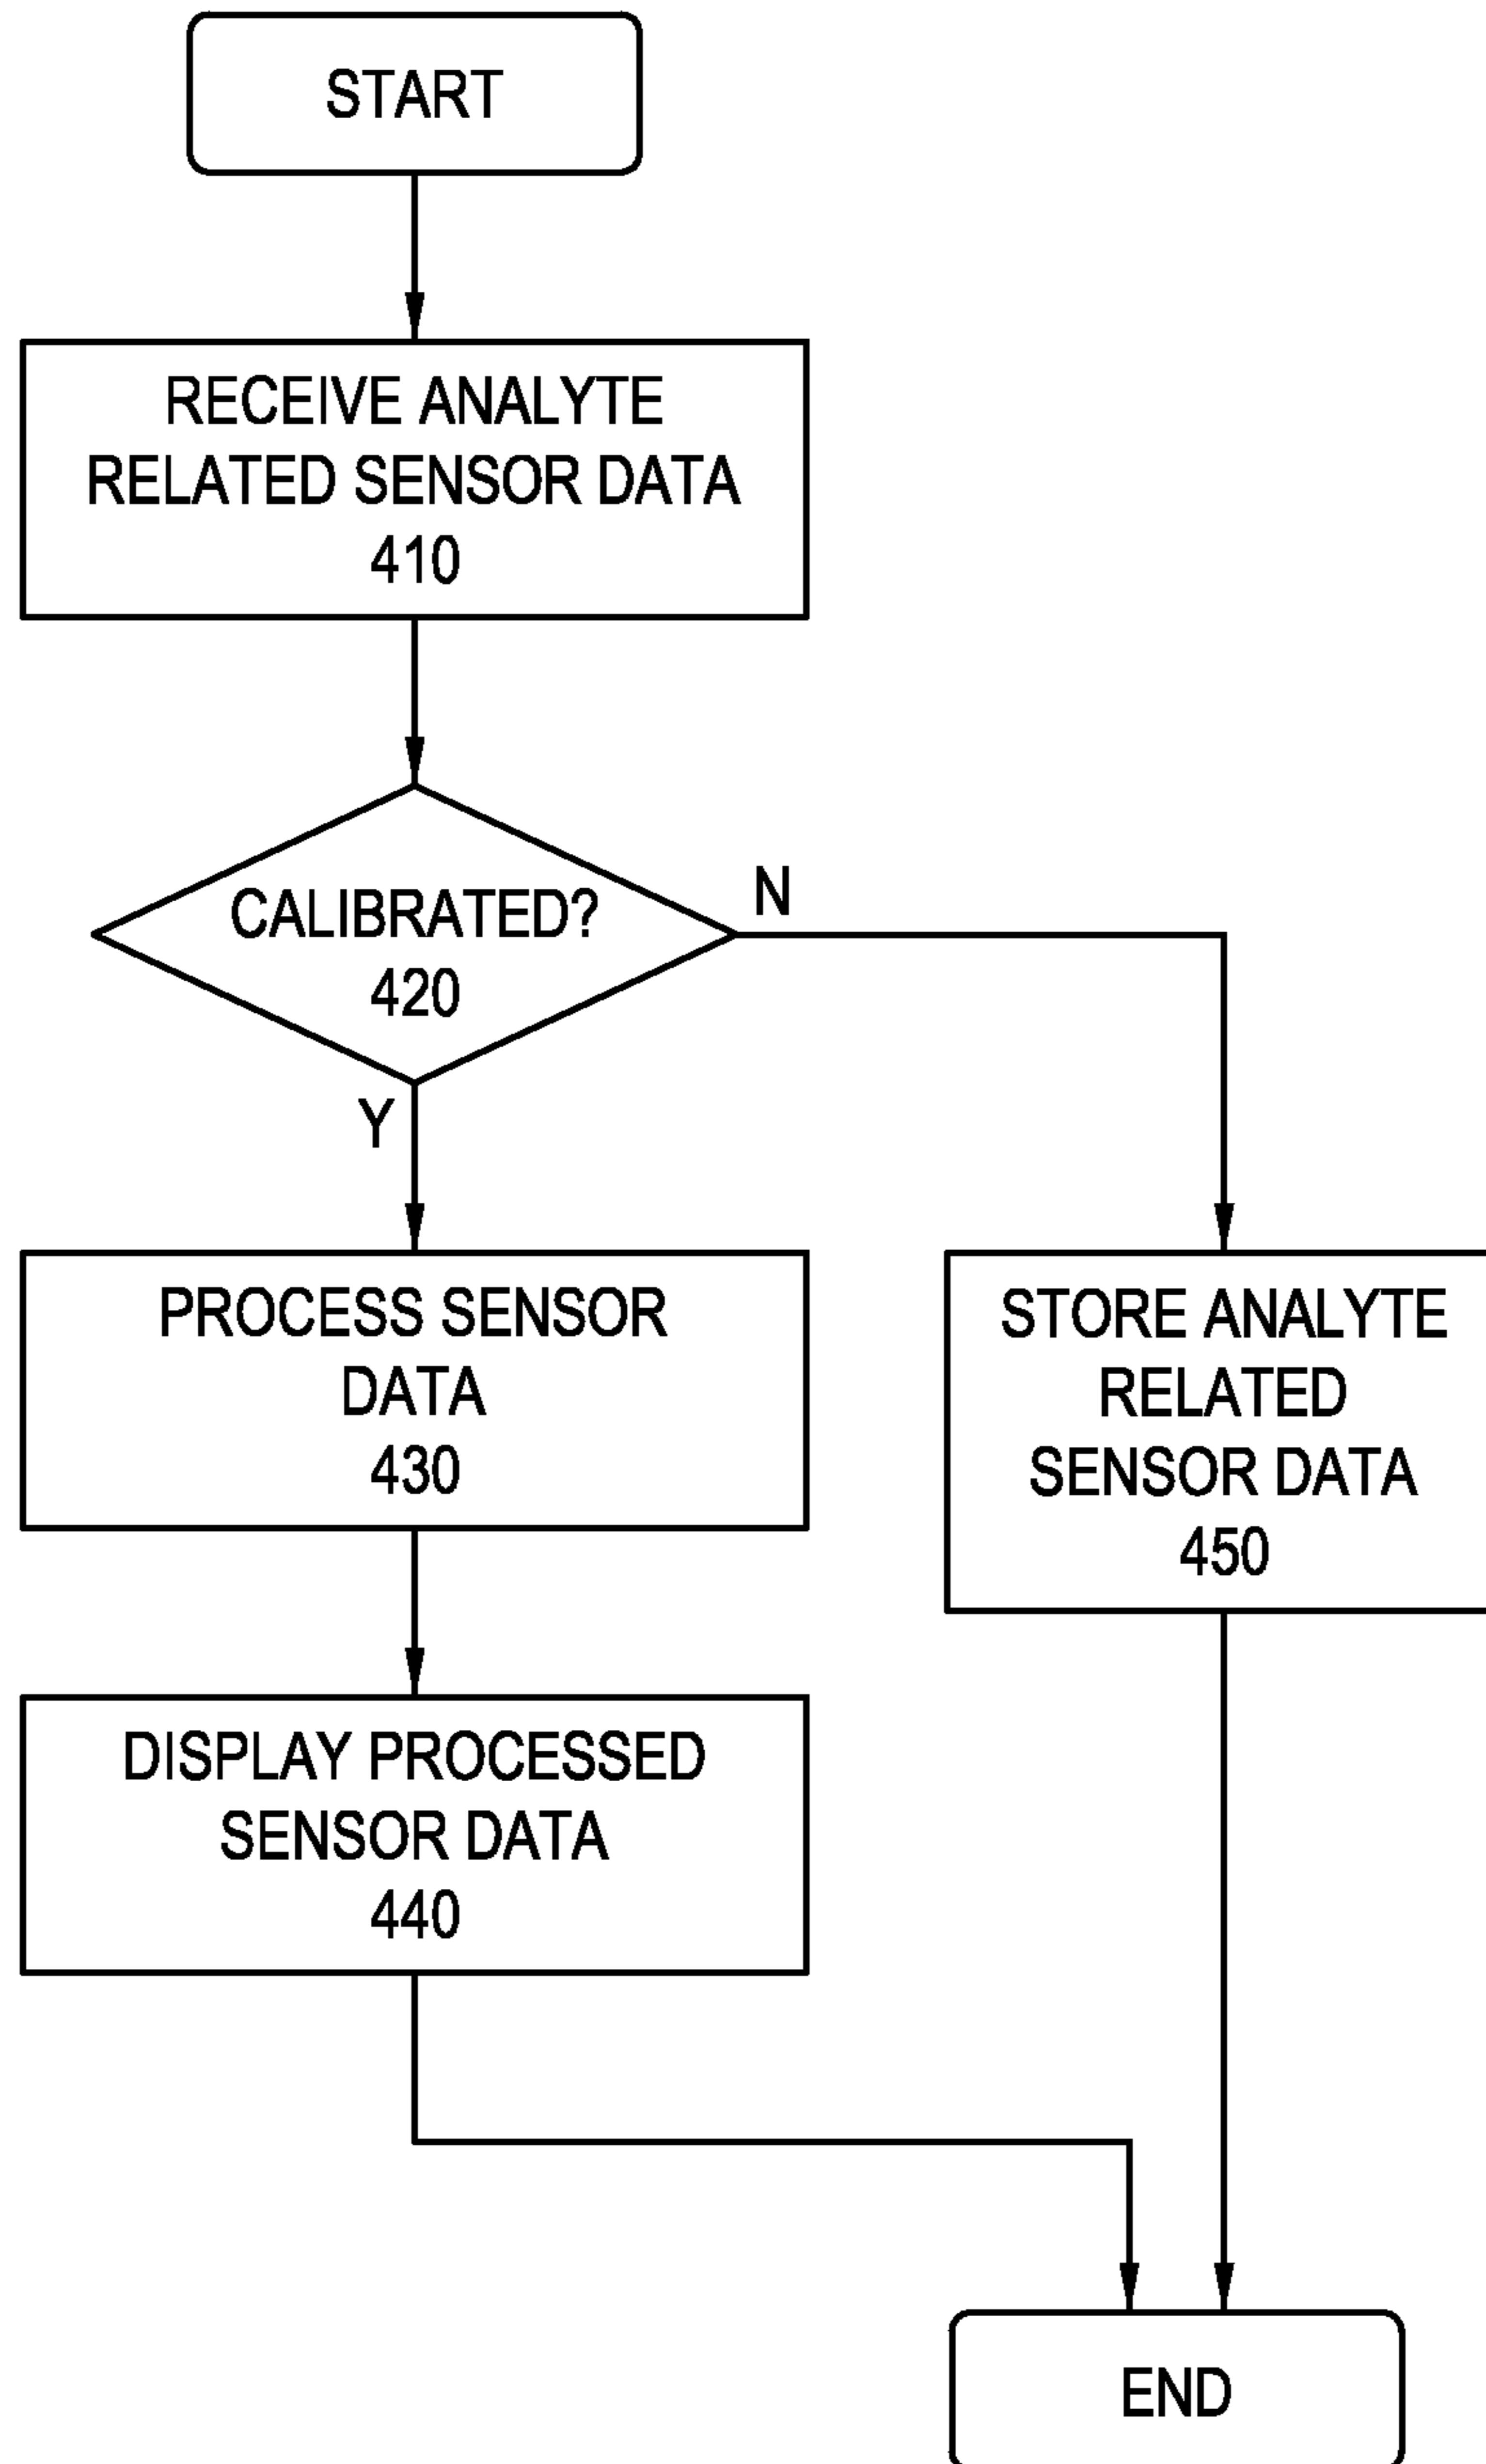 START
RECEIVE ANALYTE
RELATED SENSOR DATA
410
CALIBRATED?
420
N
Y
PROCESS SENSOR
DATA
430
STORE ANALYTE
RELATED
SENSOR DATA
450
DISPLAY PROCESSED
SENSOR DATA
440
END